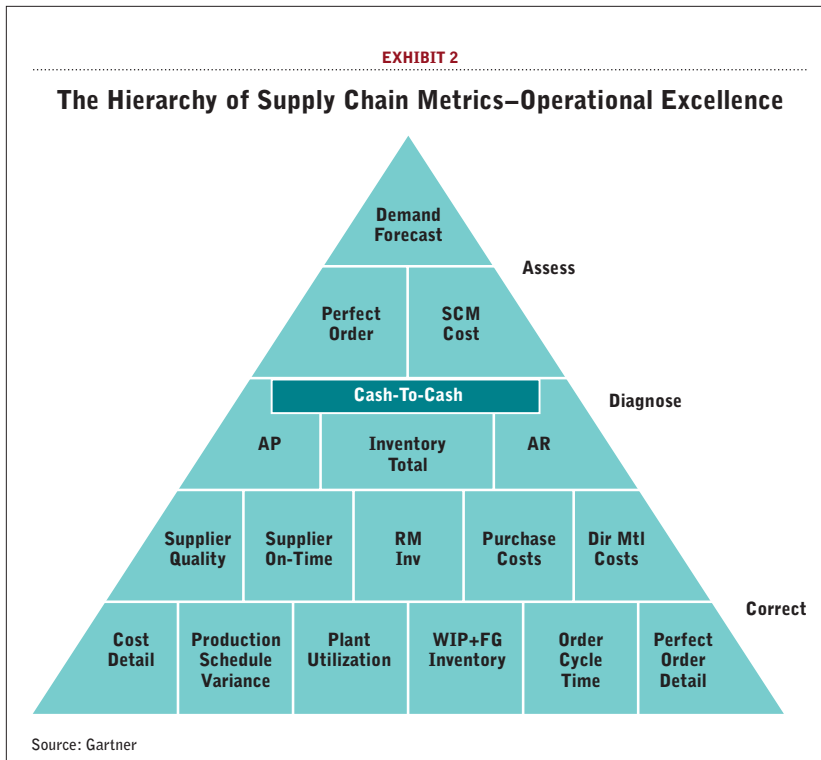 EXHIBIT 2
The Hierarchy of Supply Chain Metrics–Operational Excellence
Demand
Forecast
Assess
Perfect
Order
SCM
Cost
Cash-To-Cash
Diagnose
AP
Inventory
Total
AR
Supplier
Quality
Supplier
On-Time
RM
Inv
Purchase
Costs
Dir Mtl
Costs
Correct
Cost
Detail
Production
Schedule
Variance
Plant
Utilization
WIP+FG
Inventory
Order
Cycle
Time
Perfect
Order
Detail
Source: Gartner